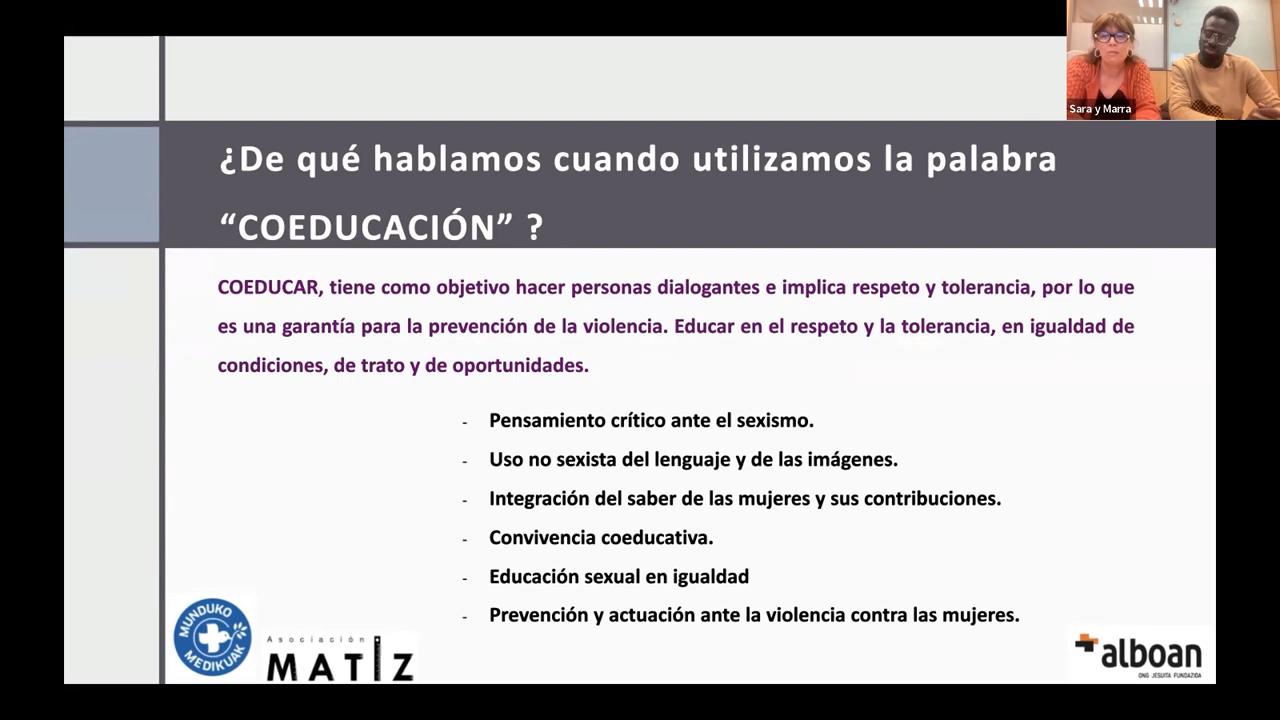 Sara y Marra
¿De qué hablamos cuando utilizamos la palabra
“COEDUCACIÓN” ?
COEDUCAR, tiene como objetivo hacer personas dialogantes e implica respeto y tolerancia, por lo que
es una garantía para la prevención de la violencia. Educar en el respeto y la tolerancia, en igualdad de
condiciones, de trato y de oportunidades.
- Pensamiento crítico ante el sexismo.
- Uso no sexista del lenguaje y de las imágenes.
- Integración del saber de las mujeres y sus contribuciones.
- Convivencia coeducativa.
- Educación sexual en igualdad
- Prevención y actuación ante la violencia contra las mujeres.
MUNDUKO
MEDIKUAK
Asociación
MATIZ
alboan
ONG JESUITA FUNDAZIOA